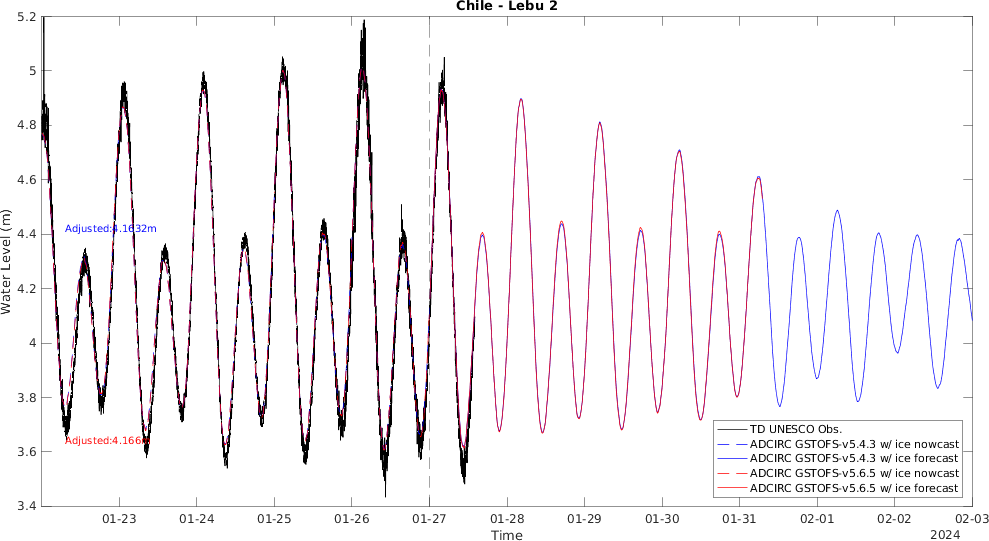 Chile - Lebu 2
5.2
5
4.8
4.6
4.4
4.2
4
3.8
3.6
3.4
Water Level (m)
Adjusted:4.1632m
Adjusted:4.166
TD UNESCO Obs.
ADCIRC GSTOFS-v5.4.3 w/ ice nowcast
ADCIRC GSTOFS-v5.4.3 w/ ice forecast
ADCIRC GSTOFS-v5.6.5 w/ ice nowcast
ADCIRC GSTOFS-v5.6.5 w/ ice forecast
01-23 01-24 01-25 01-26 01-27 01-28 01-29 01-30 01-31 02-01 02-02 02-03
Time
2024